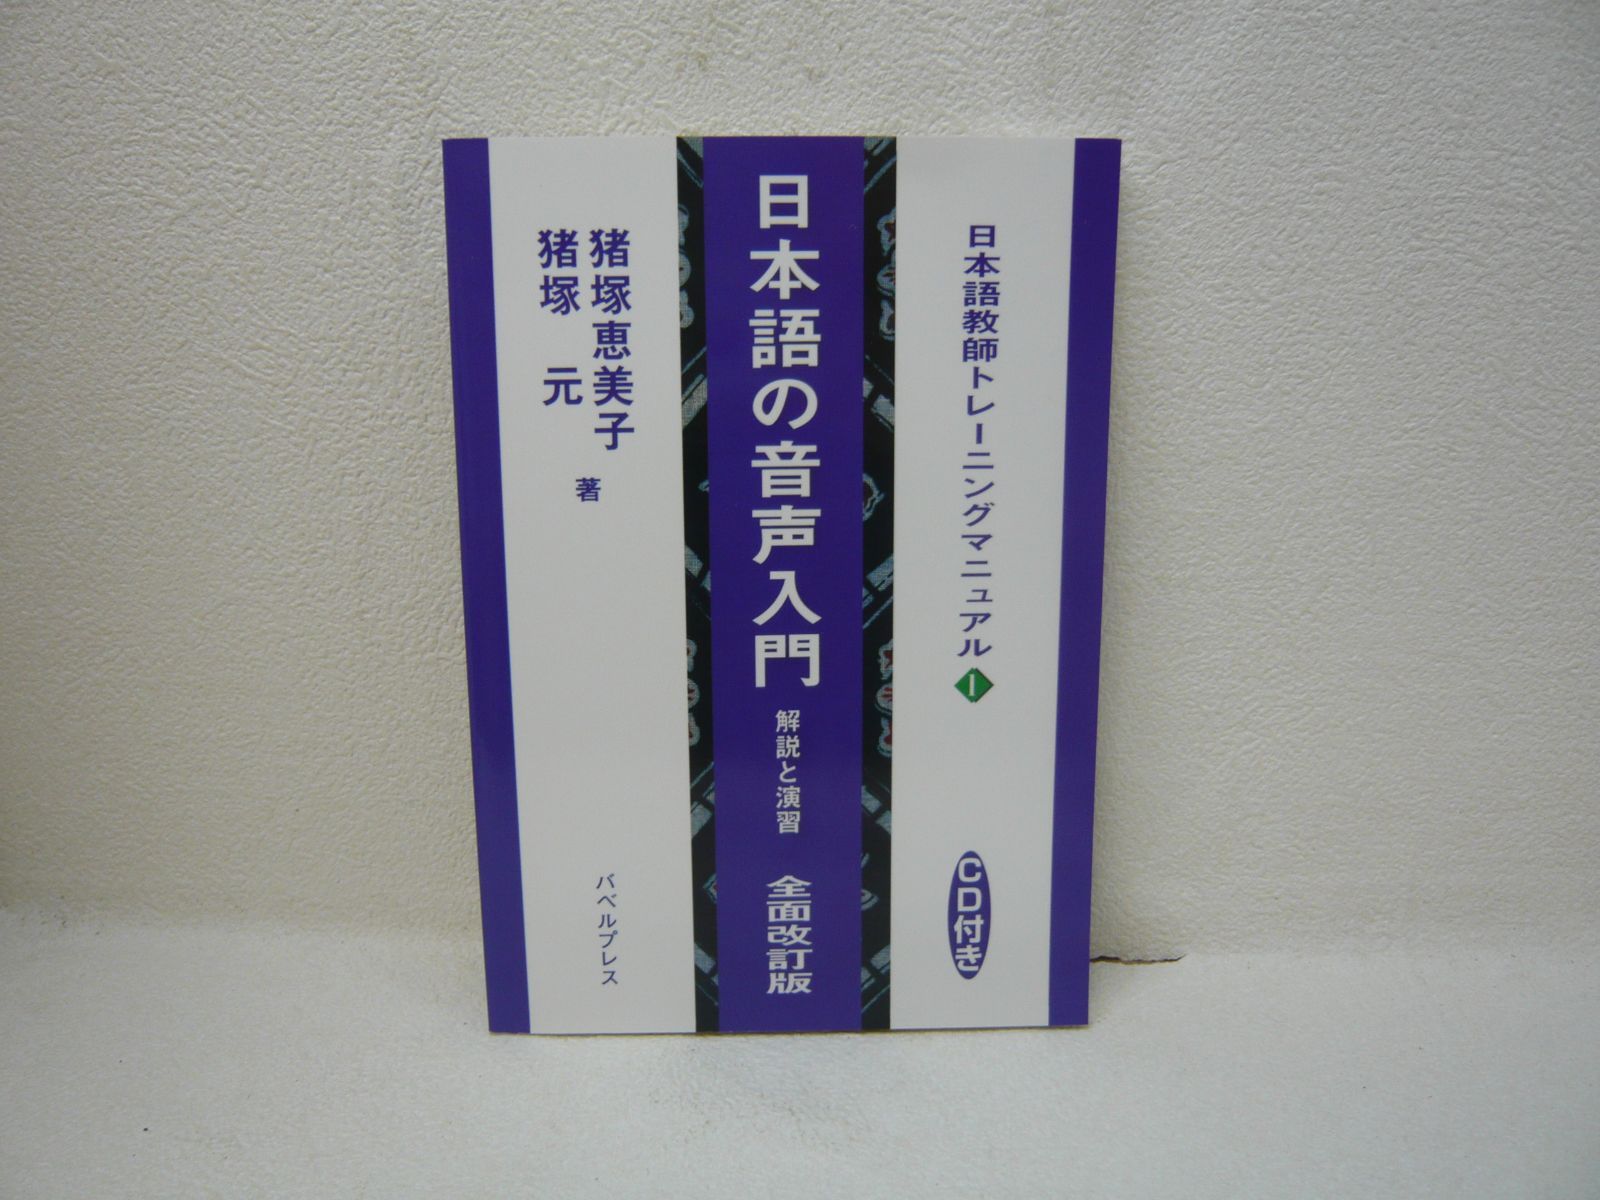 日本語教師トレーニングマニュアル1
CD付き
日本語の音声入門
解説と演習
全面改訂版
猪塚恵美子
猪塚 元
著
バベルプレス